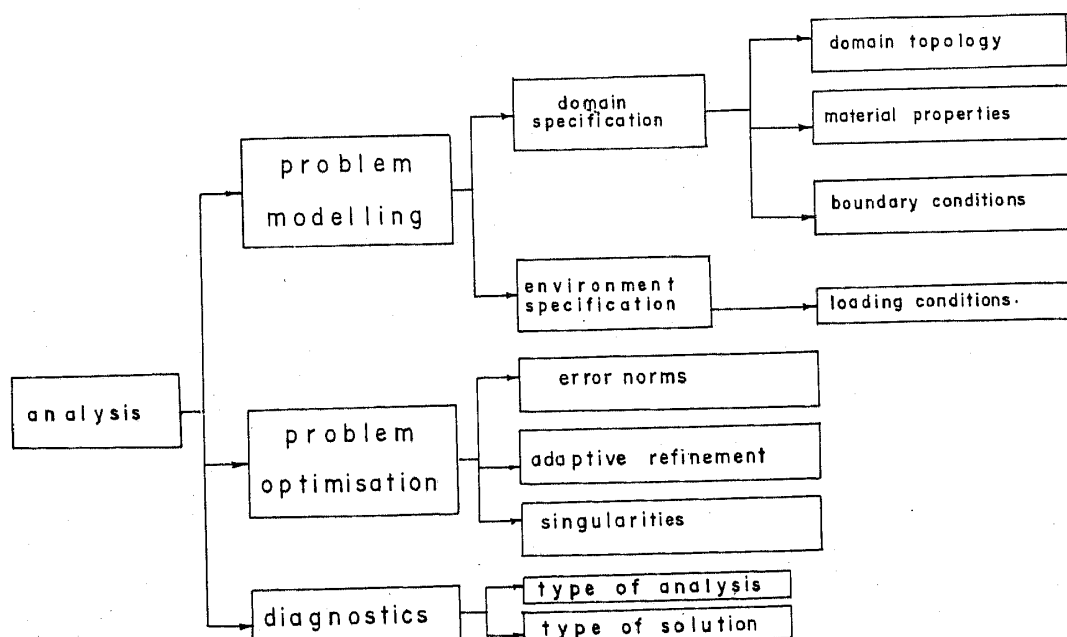 domain topology
domain
specification
material properties
problem
modelling
boundary conditions
environment
specification
loading conditions.
error norms
analysis
problem
optimisation
adaptive refinement
singularities
type of analysis
diagnostics
type of solution